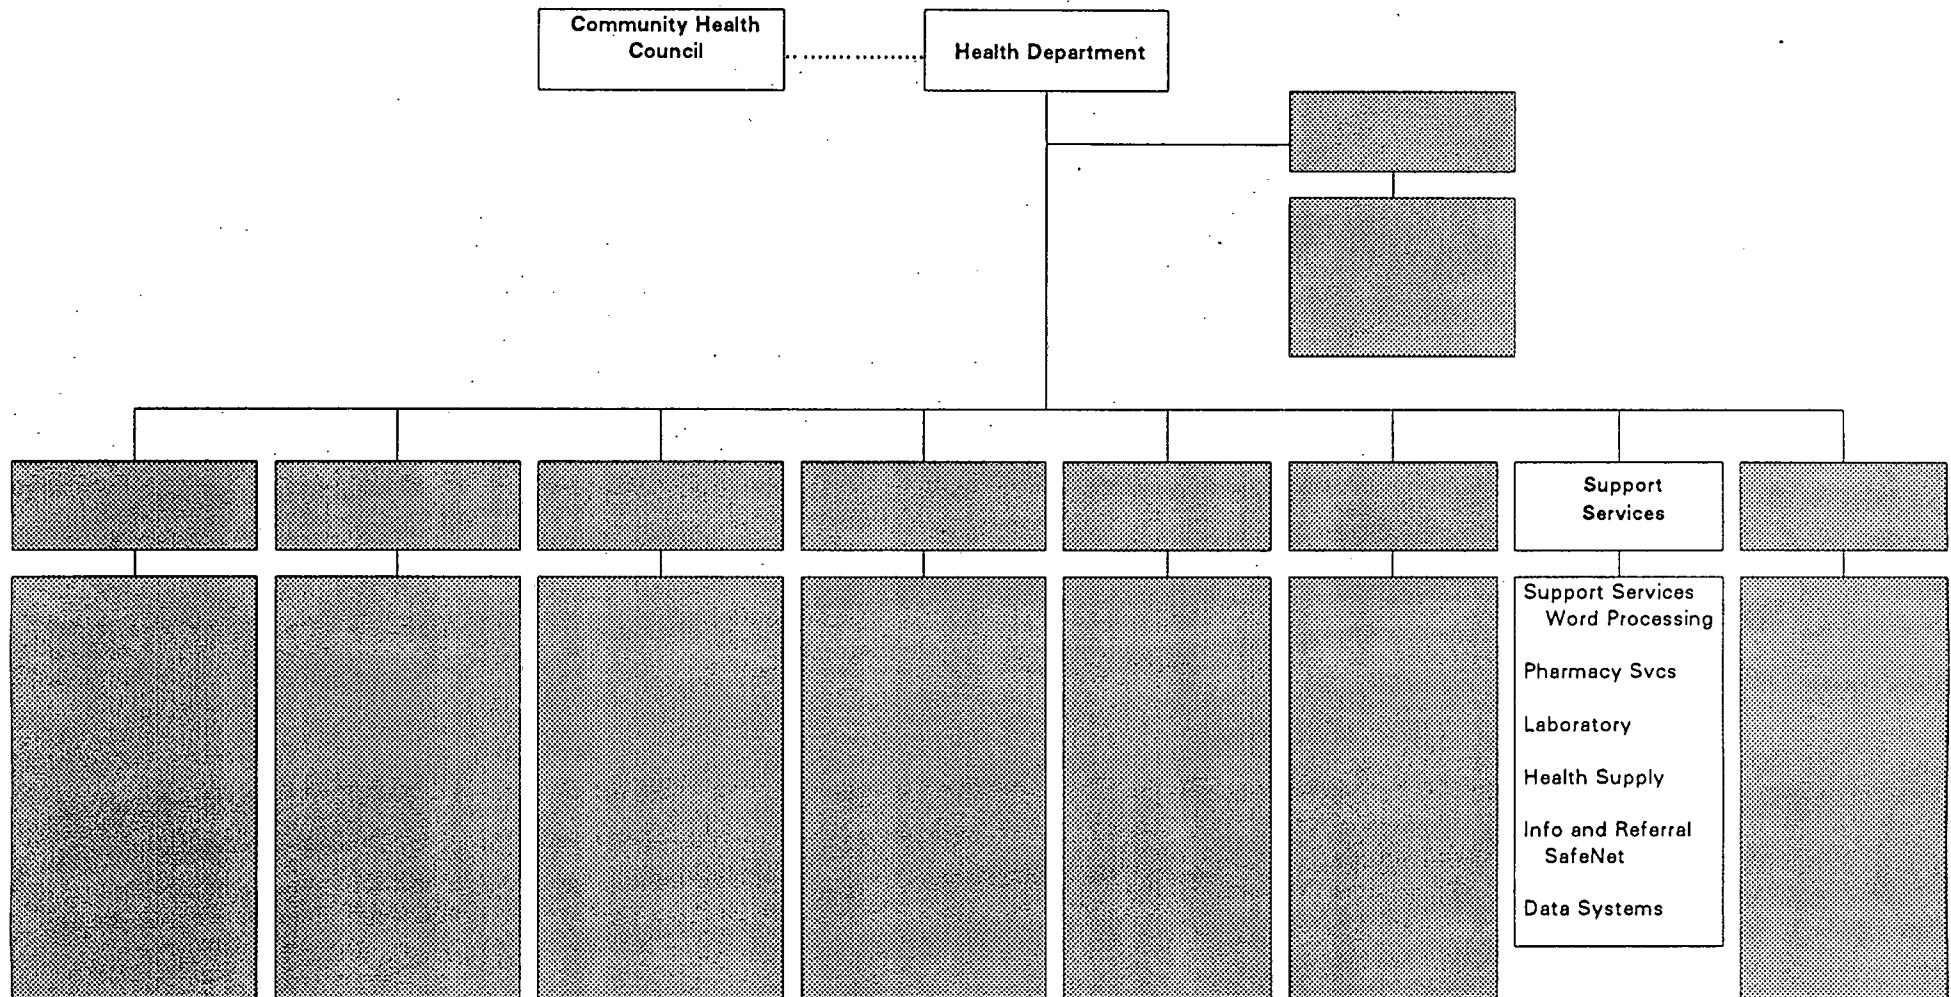 Community Health
Council
Health Department
Support
Services
Support Services
Word Processing
Pharmacy Svcs
Laboratory
Health Supply
Info and Referral
SafeNet
Data Systems